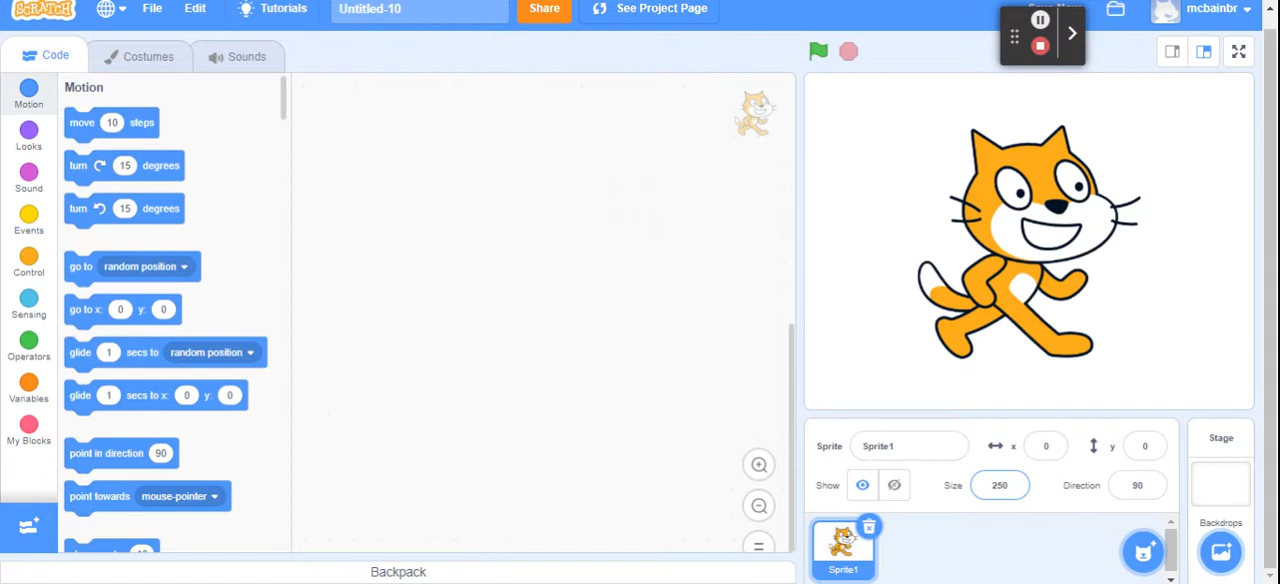 SCRATCH File Edit Tutorials Untitled-10 Share See Project Page mcbainbr
Code Costumes Sounds
Motion
Looks
Sound
Events
Control
Sensing
Operators
Variables
My Blocks
Motion
move 10 steps
turn 15 degrees
turn 15 degrees
go to random position
go to x: 0 y: 0
glide 1 secs to random position
glide 1 secs to x: 0 y: 0
point in direction 90
point towards mouse-pointer
Sprite Sprite1 x 0 y 0
Show Size 250 Direction 90
Sprite1
Stage
Backdrops
Backpack